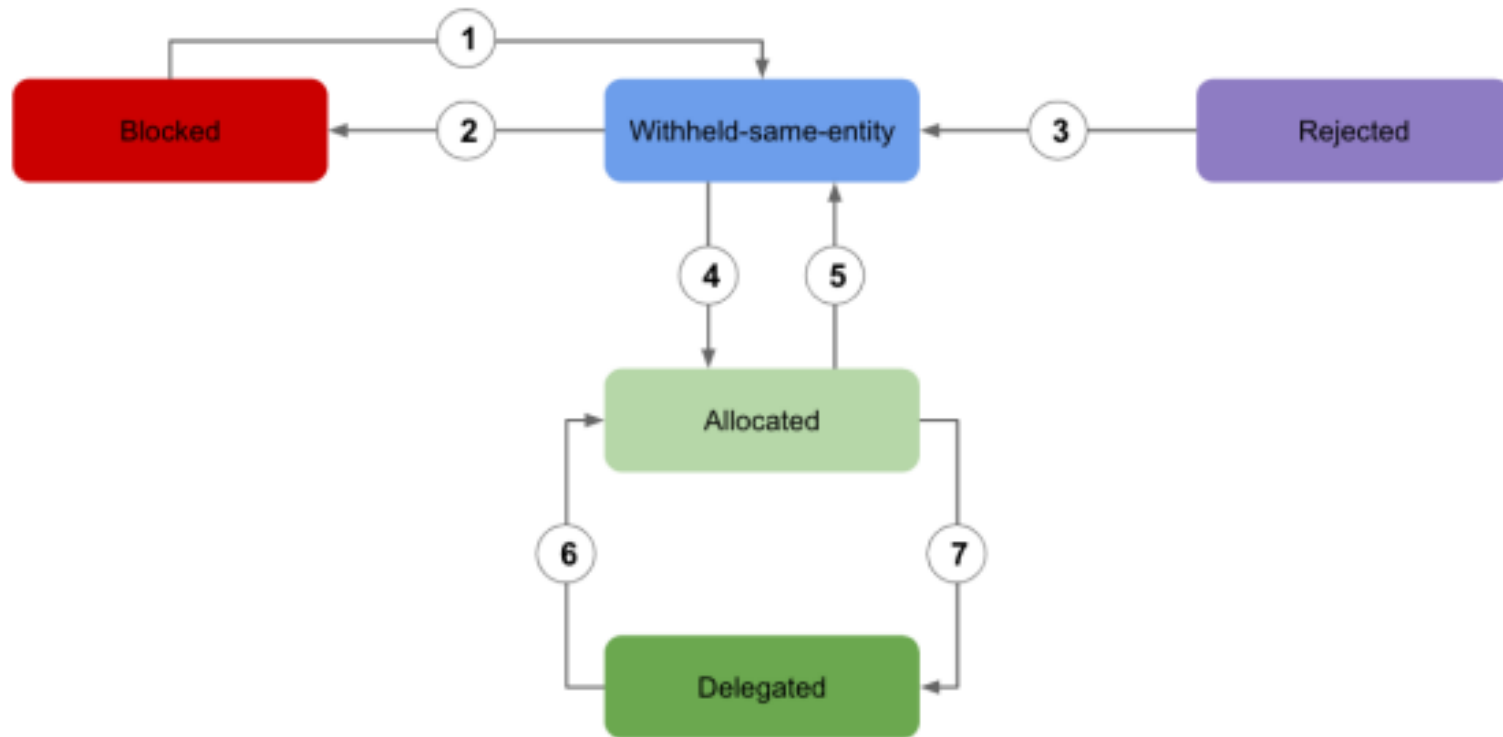 1
Blocked
2
Withheld-same-entity
3
Rejected
4
5
Allocated
6
7
Delegated